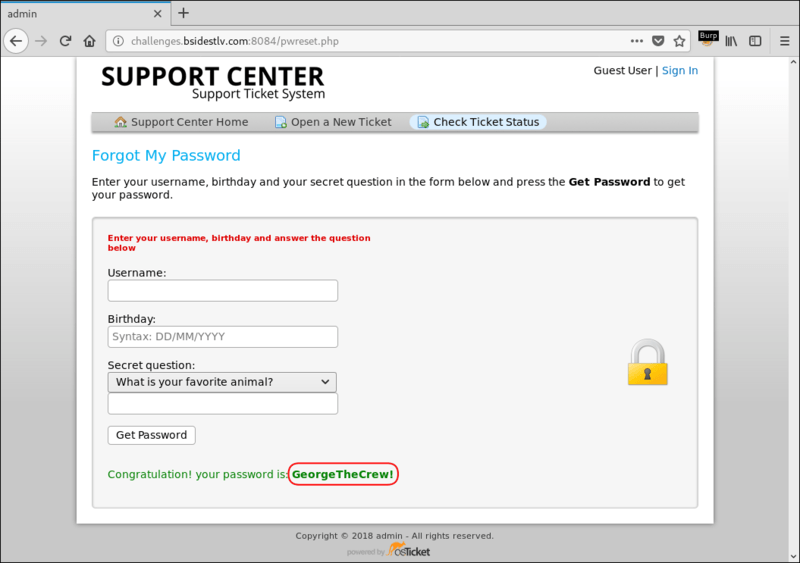 admin
challenges.bsidestlv.com:8084/pwreset.php
Burp
SUPPORT CENTER
Support Ticket System
Guest User | Sign In
Support Center Home
Open a New Ticket
Check Ticket Status
Forgot My Password
Enter your username, birthday and your secret question in the form below and press the Get Password to get
your password.
Enter your username, birthday and answer the question
below
Username:
Birthday:
Syntax: DD/MM/YYYY
Secret question:
What is your favorite animal?
Get Password
Congratulation! your password is: GeorgeTheCrew!
Copyright © 2018 admin - All rights reserved.
powered by osTicket